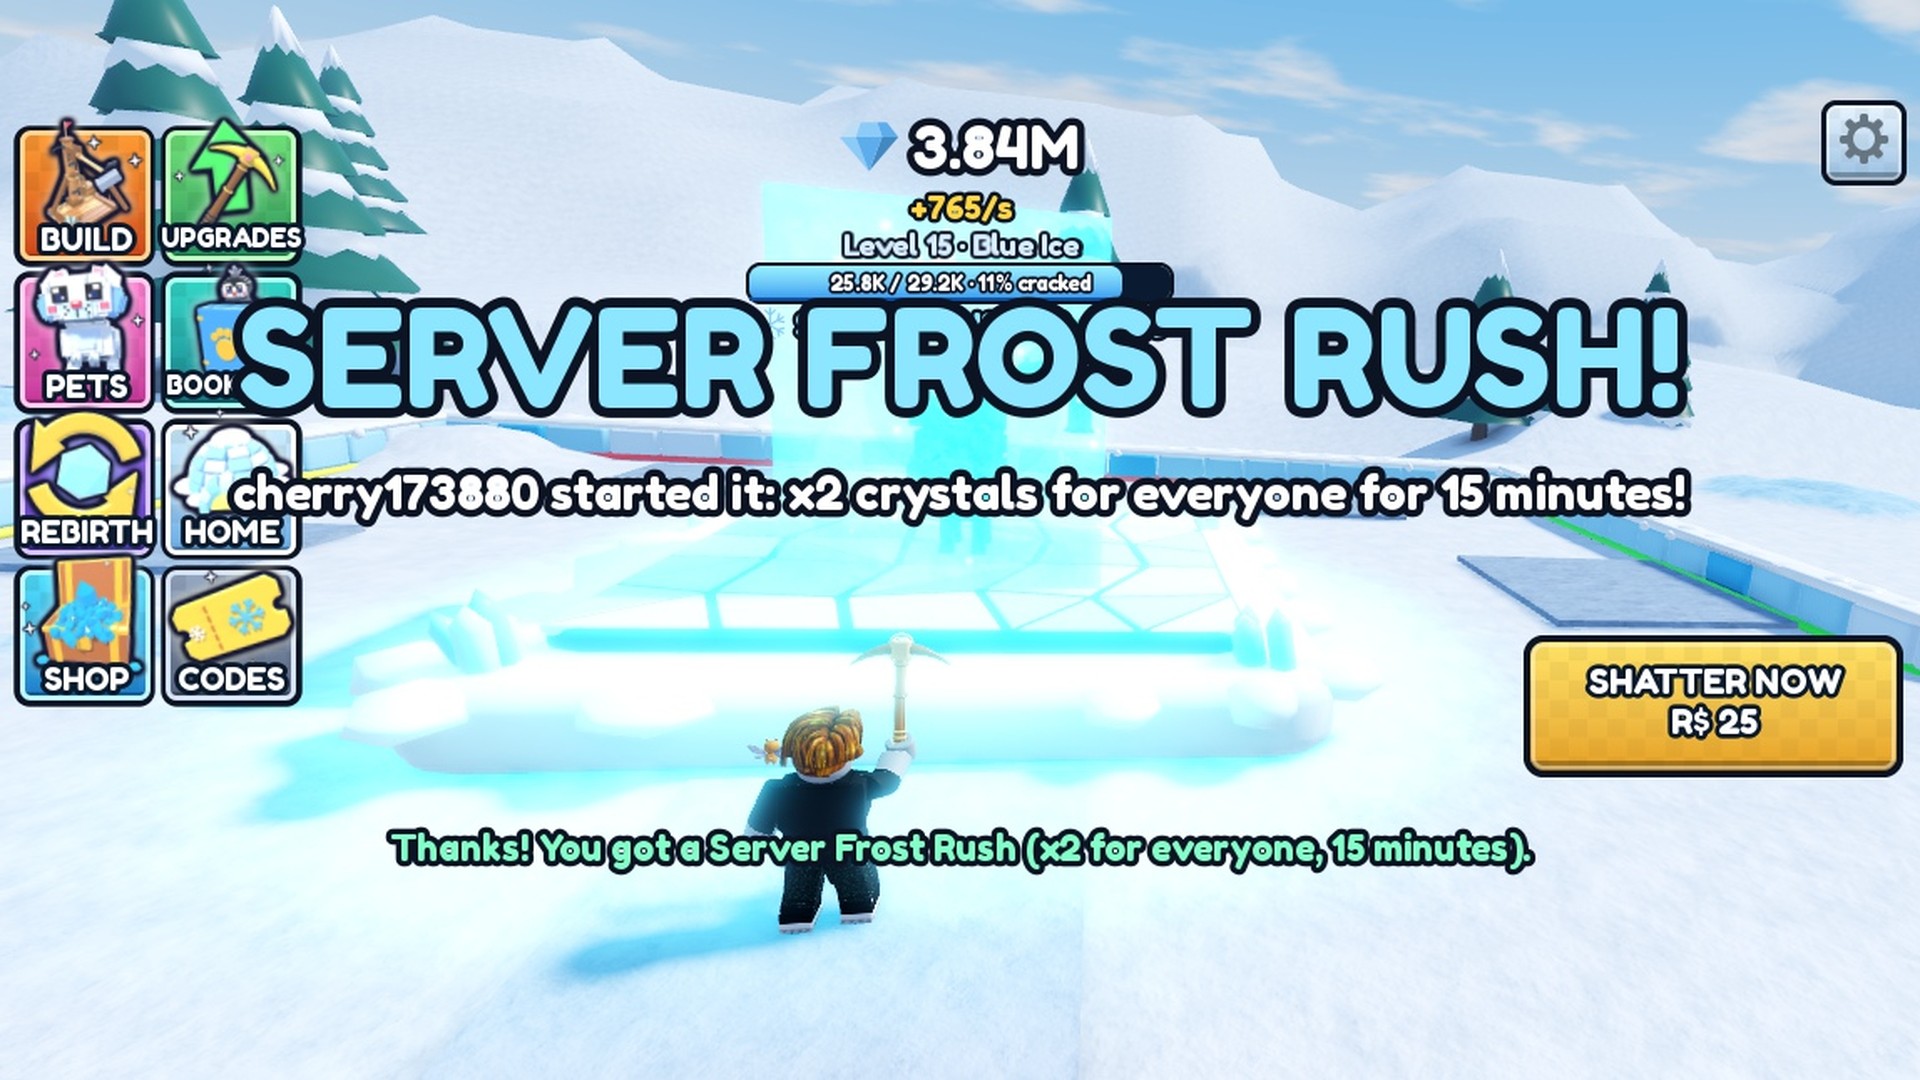 3.84M
+765/s
Level 15 · Blue Ice
25.8K / 29.2K · 11% cracked
BUILD
UPGRADES
PETS
REBIRTH
HOME
SHOP
CODES
SERVER FROST RUSH!
cherry173880 started it: x2 crystals for everyone for 15 minutes!
SHATTER NOW
R$ 25
Thanks! You got a Server Frost Rush (x2 for everyone, 15 minutes).